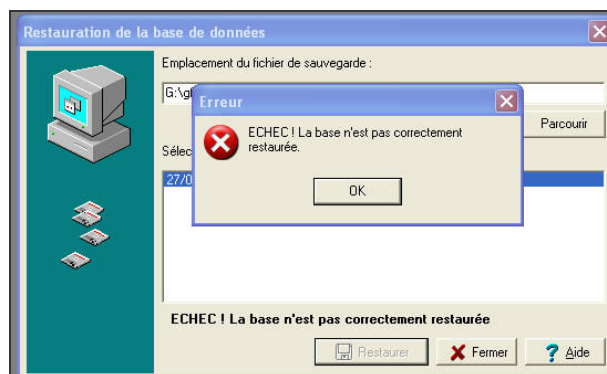 Restauration de la base de données
Emplacement du fichier de sauvegarde :
G:\gl
Erreur
ECHEC ! La base n'est pas correctement
restaurée.
Parcourir
Sélec
27/0
OK
ECHEC ! La base n'est pas correctement restaurée
Restaurer
Fermer
? Aide